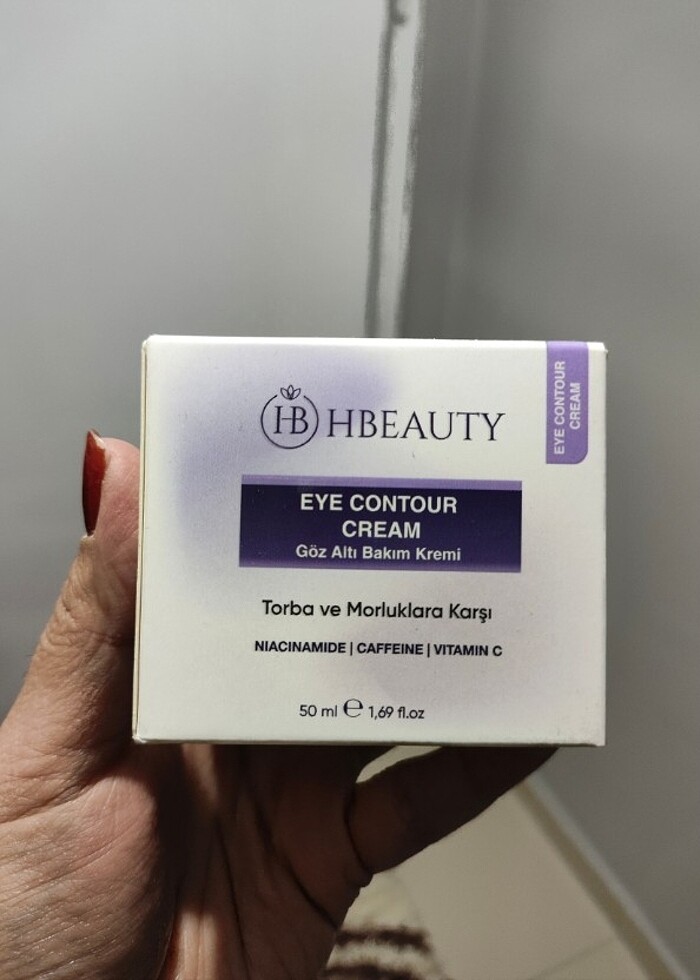 HB HBEAUTY
EYE CONTOUR
CREAM
EYE CONTOUR
CREAM
Göz Altı Bakım Kremi
Torba ve Morluklara Karşı
NIACINAMIDE | CAFFEINE | VITAMIN C
50 ml ℮ 1,69 fl.oz